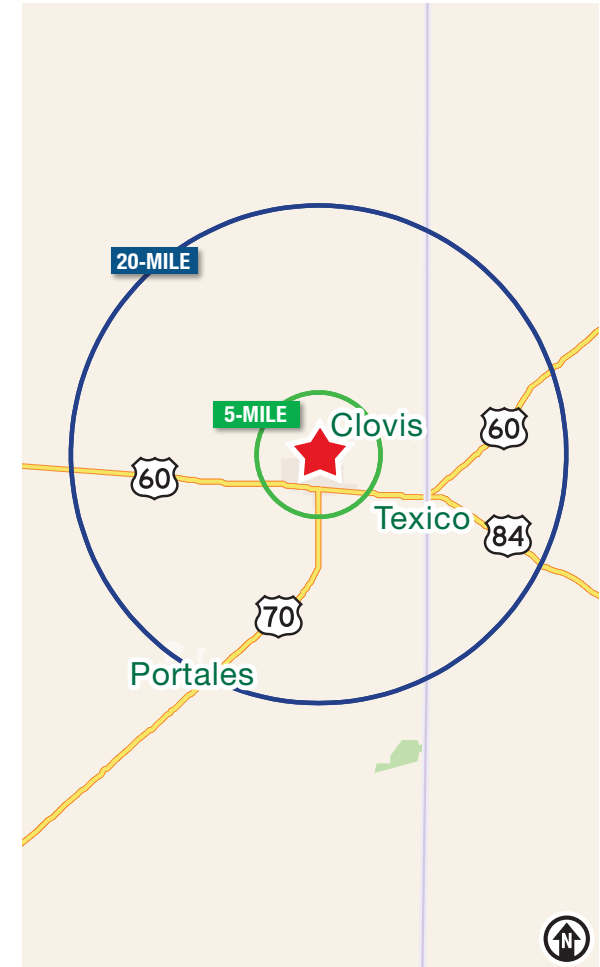 20-MILE
5-MILE
Clovis
60
60
Texico
84
70
Portales
N